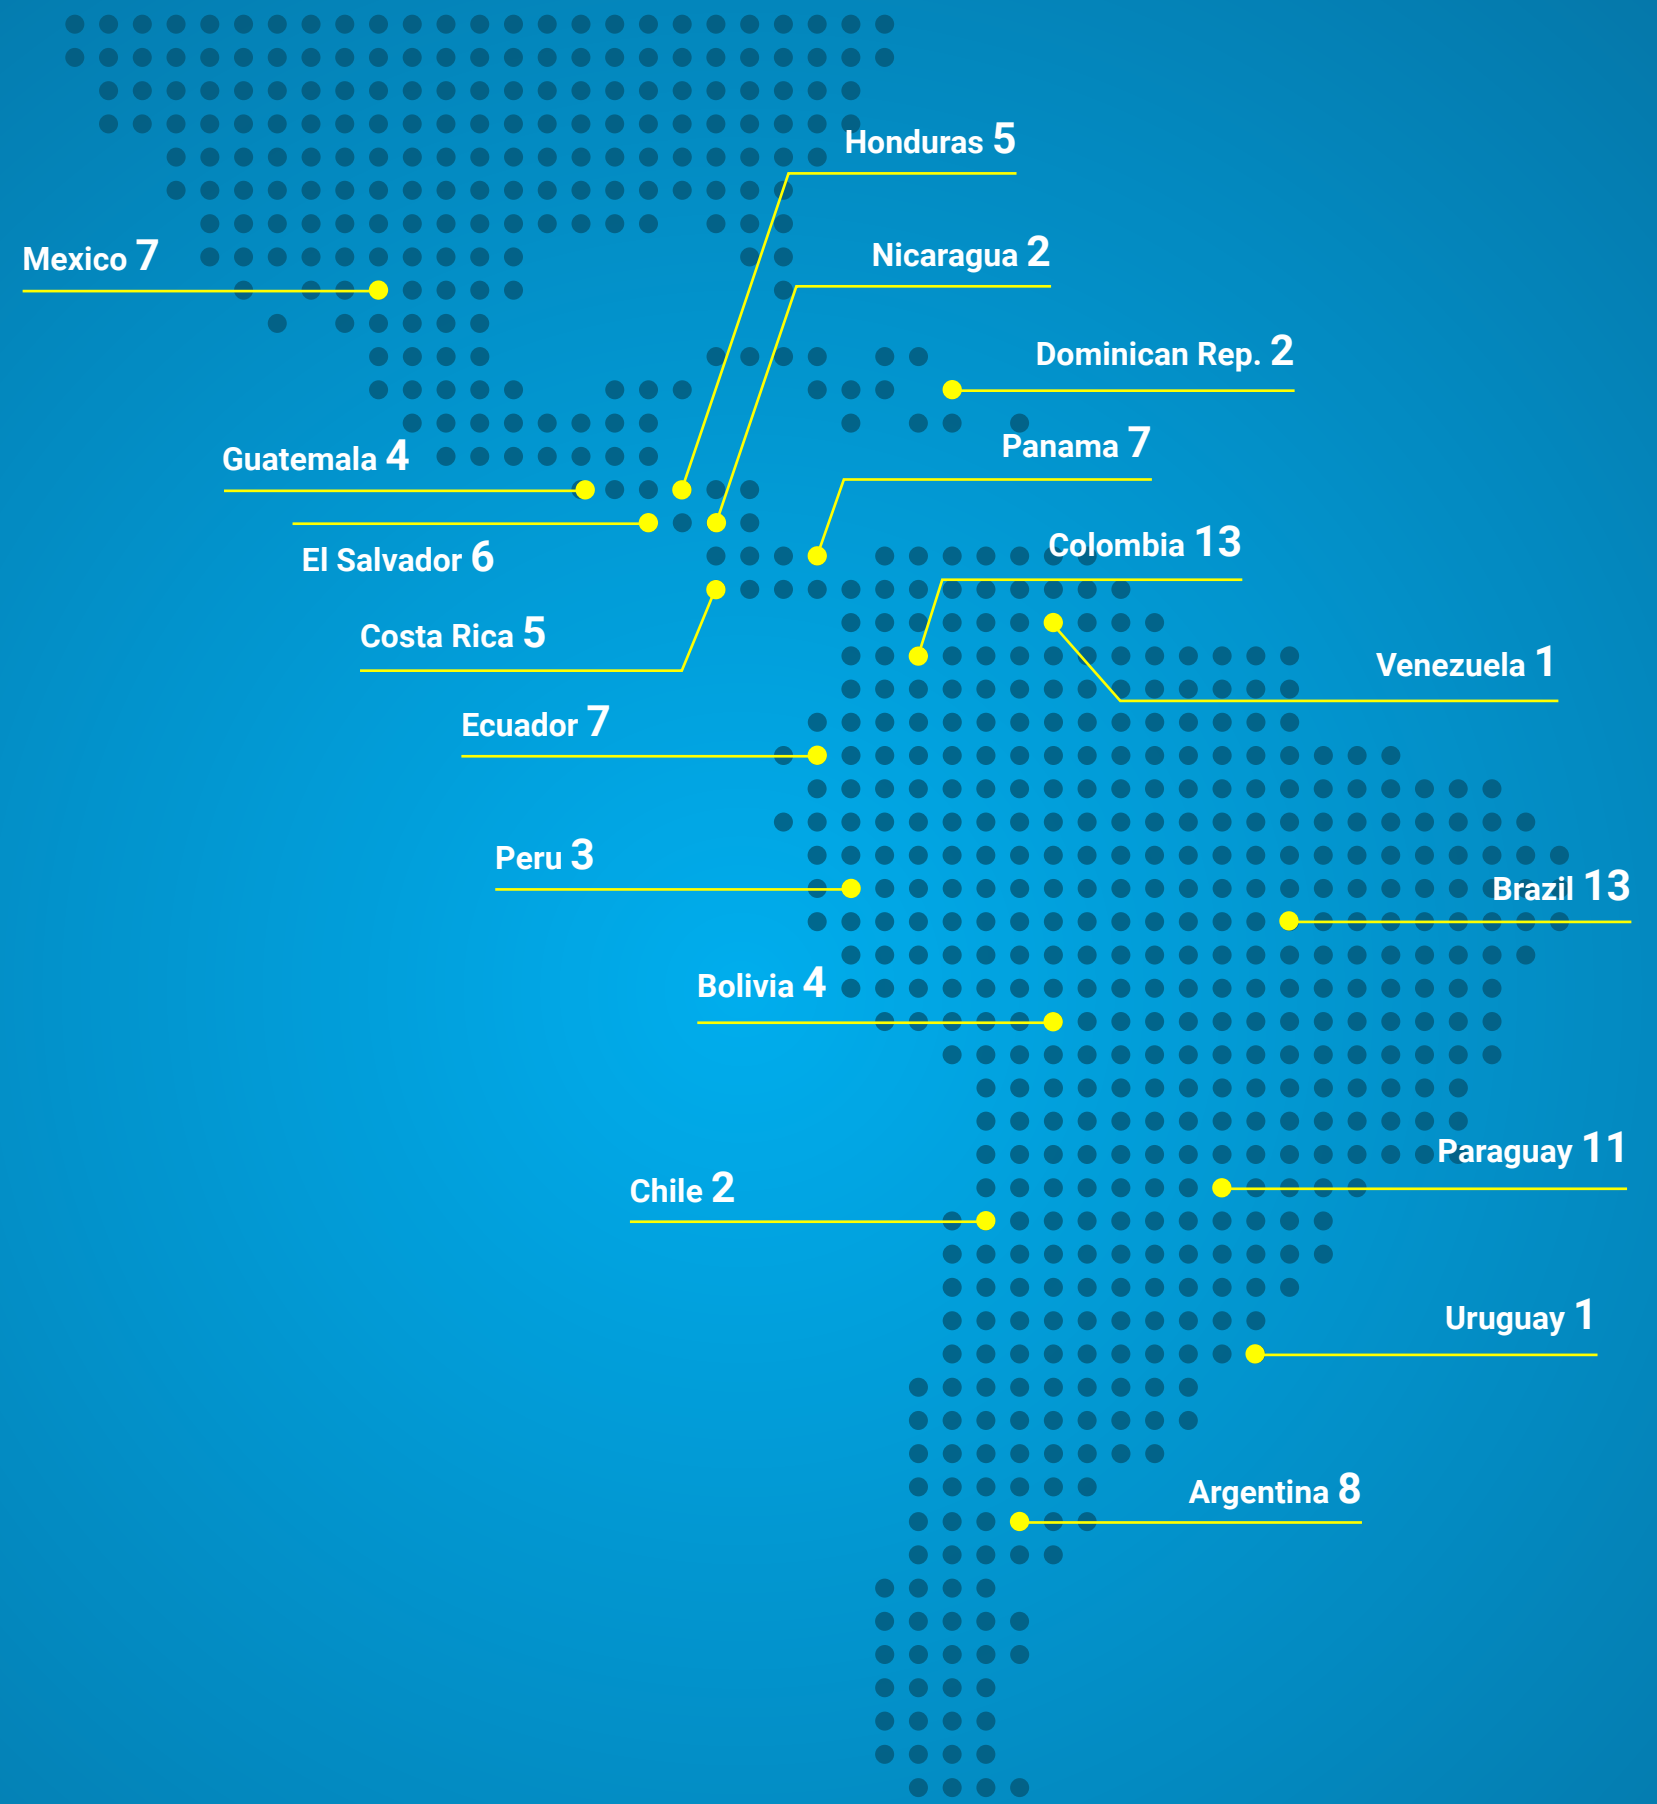 Honduras 5
Mexico 7
Nicaragua 2
Dominican Rep. 2
Guatemala 4
Panama 7
El Salvador 6
Colombia 13
Costa Rica 5
Venezuela 1
Ecuador 7
Peru 3
Brazil 13
Bolivia 4
Paraguay 11
Chile 2
Uruguay 1
Argentina 8